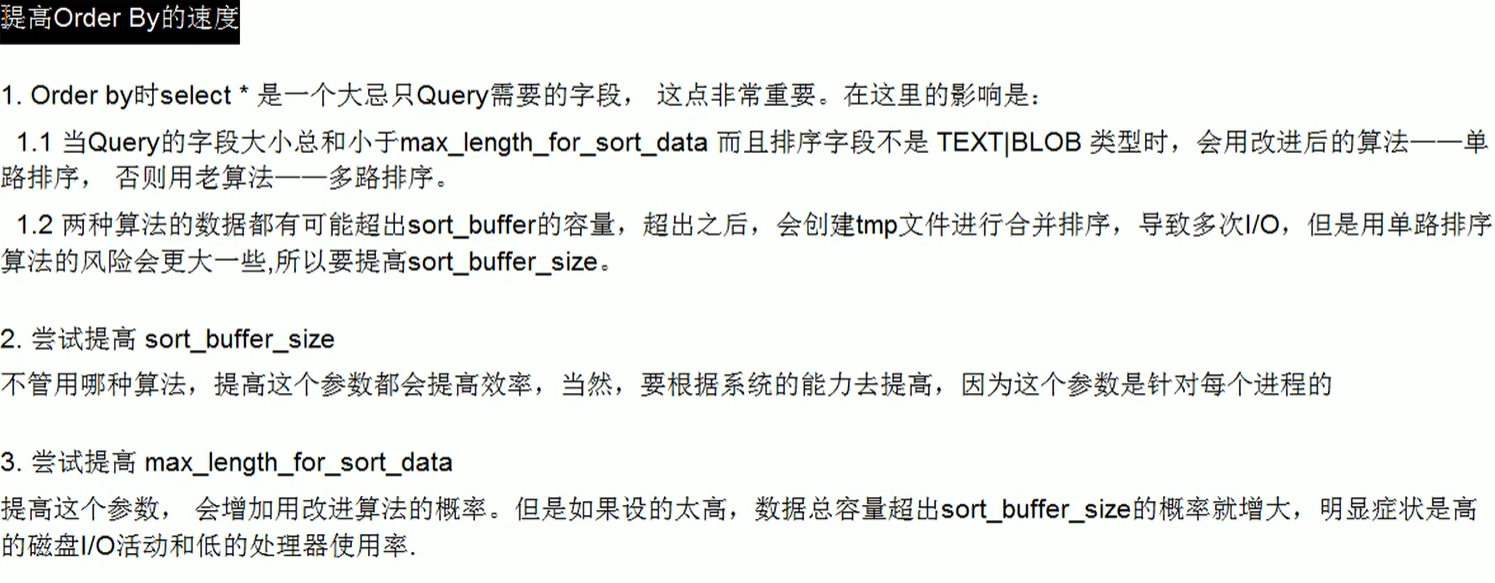 提高Order By的速度
1. Order by时select * 是一个大忌只Query需要的字段， 这点非常重要。在这里的影响是：
1.1 当Query的字段大小总和小于max_length_for_sort_data 而且排序字段不是 TEXT|BLOB 类型时，会用改进后的算法——单
路排序， 否则用老算法——多路排序。
1.2 两种算法的数据都有可能超出sort_buffer的容量，超出之后，会创建tmp文件进行合并排序，导致多次I/O，但是用单路排序
算法的风险会更大一些,所以要提高sort_buffer_size。
2. 尝试提高 sort_buffer_size
不管用哪种算法，提高这个参数都会提高效率，当然，要根据系统的能力去提高，因为这个参数是针对每个进程的
3. 尝试提高 max_length_for_sort_data
提高这个参数， 会增加用改进算法的概率。但是如果设的太高，数据总容量超出sort_buffer_size的概率就增大，明显症状是高
的磁盘I/O活动和低的处理器使用率.